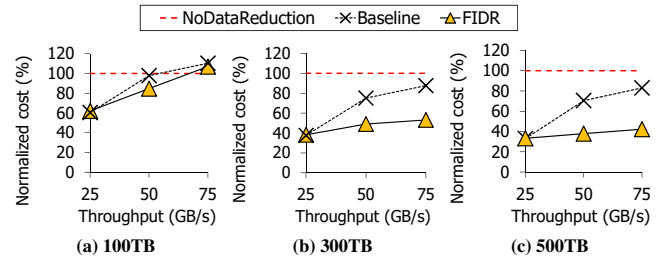 NoDataReduction Baseline FIDR
Normalized cost (%)
120
100
80
60
40
20
0
25 50 75
Throughput (GB/s)
(a) 100TB
Normalized cost (%)
120
100
80
60
40
20
0
25 50 75
Throughput (GB/s)
(b) 300TB
Normalized cost (%)
120
100
80
60
40
20
0
25 50 75
Throughput (GB/s)
(c) 500TB